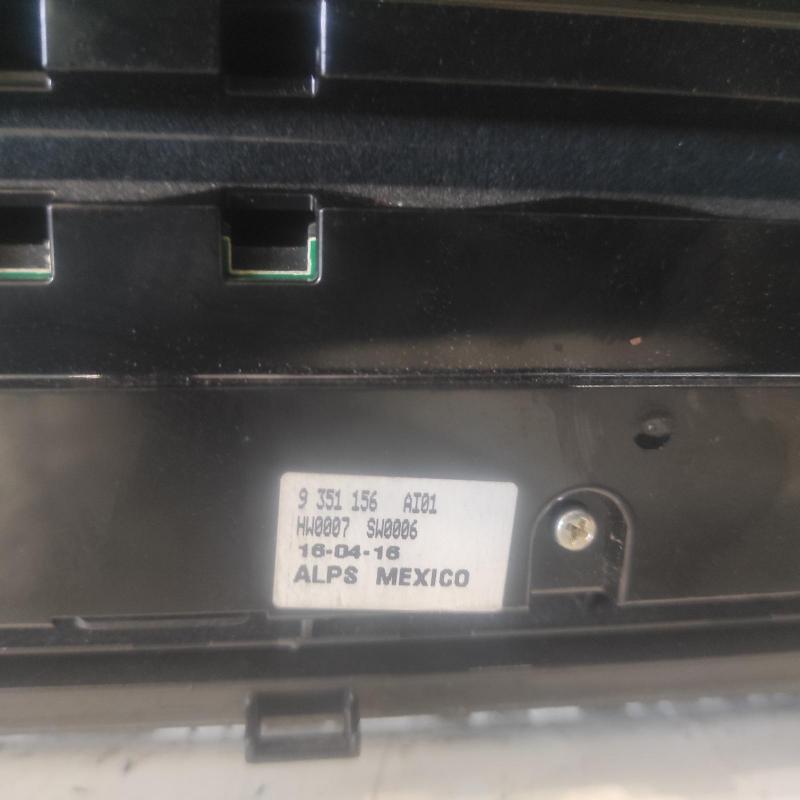 9 351 156 AI01
HW0007 SW0006
16-04-16
ALPS MEXICO